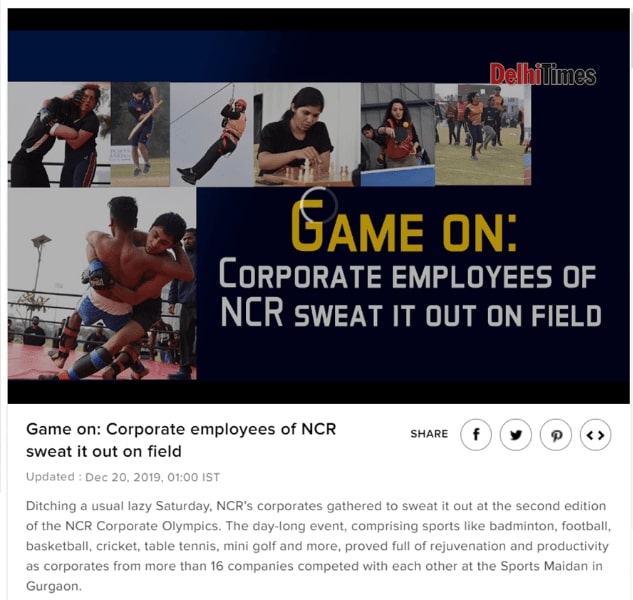 DelhiTimes
GAME ON:
CORPORATE EMPLOYEES OF
NCR SWEAT IT OUT ON FIELD
Game on: Corporate employees of NCR
sweat it out on field
SHARE
Updated : Dec 20, 2019, 01:00 IST
Ditching a usual lazy Saturday, NCR's corporates gathered to sweat it out at the second edition
of the NCR Corporate Olympics. The day-long event, comprising sports like badminton, football,
basketball, cricket, table tennis, mini golf and more, proved full of rejuvenation and productivity
as corporates from more than 16 companies competed with each other at the Sports Maidan in
Gurgaon.